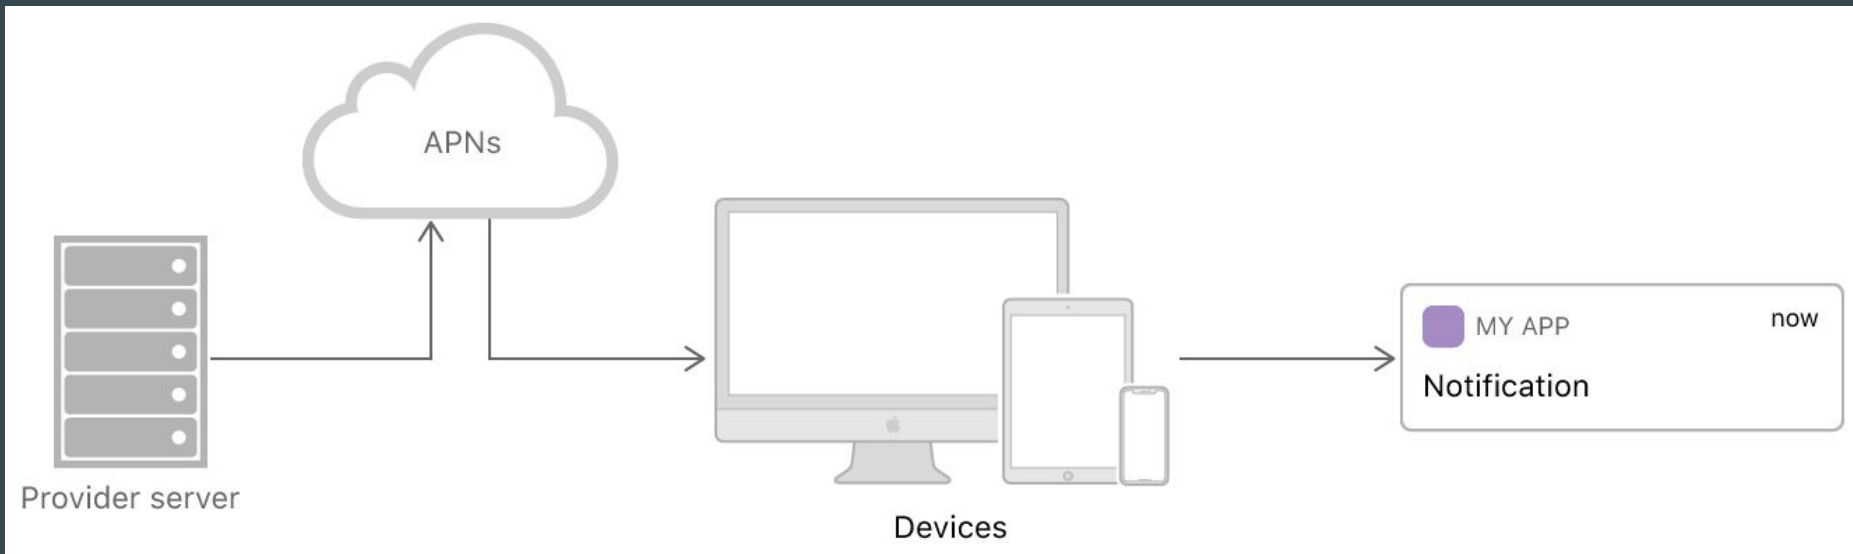 APNs
Provider server
Devices
MY APP
now
Notification